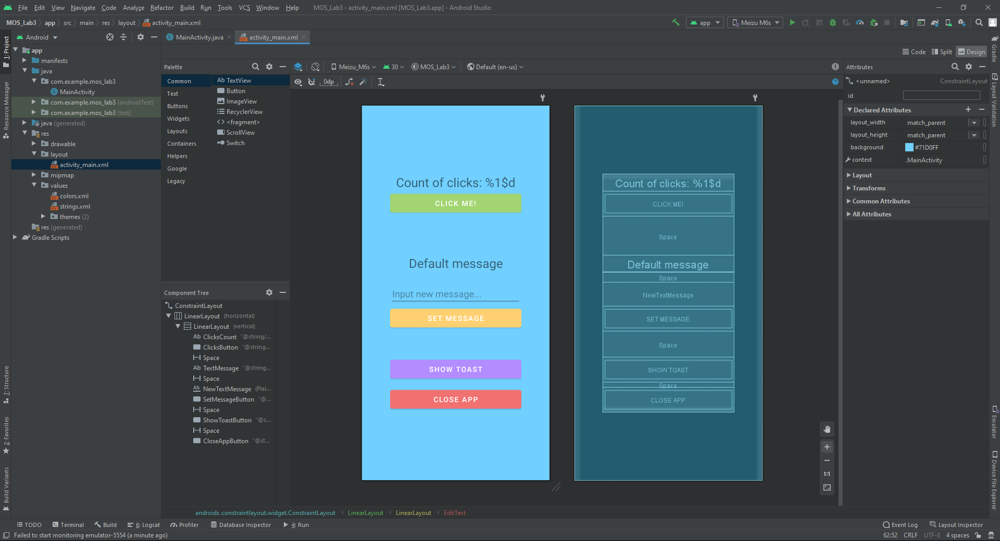 File Edit View Navigate Code Analyze Refactor Build Run Tools VCS Window Help MOS_Lab3 - activity_main.xml [MOS_Lab3.app] - Android Studio
MOS_Lab3 app src main res layout activity_main.xml app Meizu M6s
Android MainActivity.java activity_main.xml
Code Split Design
1: Project
Resource Manager
7: Structure
2: Favorites
Build Variants
app
manifests
java
com.example.mos_lab3
MainActivity
com.example.mos_lab3 (androidTest)
com.example.mos_lab3 (test)
java (generated)
res
drawable
layout
activity_main.xml
mipmap
values
colors.xml
strings.xml
themes (2)
res (generated)
Gradle Scripts
Palette
Common
Text
Buttons
Widgets
Layouts
Containers
Helpers
Google
Legacy
Ab TextView
Button
ImageView
RecyclerView
<> <fragment>
ScrollView
Switch
Component Tree
ConstraintLayout
LinearLayout (horizontal)
LinearLayout (vertical)
Ab ClicksCount "@string/...
ClicksButton "@string...
Space
Ab TextMessage "@string...
Space
Ab NewTextMessage (Plai...
SetMessageButton "@...
Space
ShowToastButton "@s...
Space
CloseAppButton "@st...
Meizu_M6s 30 MOS_Lab3 Default (en-us)
0dp
Count of clicks: %1$d
CLICK ME!
Default message
Input new message...
SET MESSAGE
SHOW TOAST
CLOSE APP
Count of clicks: %1$d
CLICK ME!
Space
Default message
Space
NewTextMessage
SET MESSAGE
Space
SHOW TOAST
Space
CLOSE APP
1:1
Attributes
<unnamed> ConstraintLayout
id
Declared Attributes
layout_width match_parent
layout_height match_parent
background #71D0FF
context .MainActivity
Layout
Transforms
Common Attributes
All Attributes
Gradle
Layout Validation
Emulator
Device File Explorer
androidx.constraintlayout.widget.ConstraintLayout LinearLayout LinearLayout EditText
TODO Terminal Build 6: Logcat Profiler Database Inspector 4: Run Event Log Layout Inspector
Failed to start monitoring emulator-5554 (a minute ago) 62:52 CRLF UTF-8 4 spaces